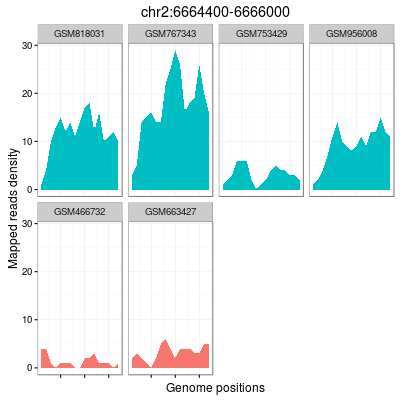 chr2:6664400-6666000
GSM818031 GSM767343 GSM753429 GSM956008
30
20
10
0
Mapped reads density
GSM466732 GSM663427
30
20
10
0
Genome positions